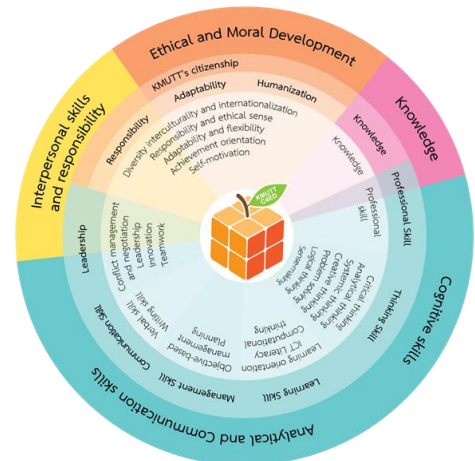 Ethical and Moral Development
KMUTT's citizenship
Adaptability
Humanization
Responsibility
Diversity interculturality and internationalization
Responsibility and ethical sense
Adaptability and flexibility
Achievement orientation
Self-motivation
Knowledge
Knowledge
Knowledge
Professional Skill
Professional
skill
Cognitive skills
Thinking Skill
Critical thinking
Analytical thinking
Systemic thinking
Creative thinking
Problem solving
Logical thinking
Sensemaking
Learning Skill
Learning orientation
ICT Literacy
Computational
thinking
Analytical and Communication skills
Management Skill
Objective-based
management
Planning
Communication Skill
Verbal skill
Writing skill
Interpersonal skills
and responsibility
Leadership
Conflict management
and negotiation
Leadership
Innovation
Teamwork
KMUTT
C4ED